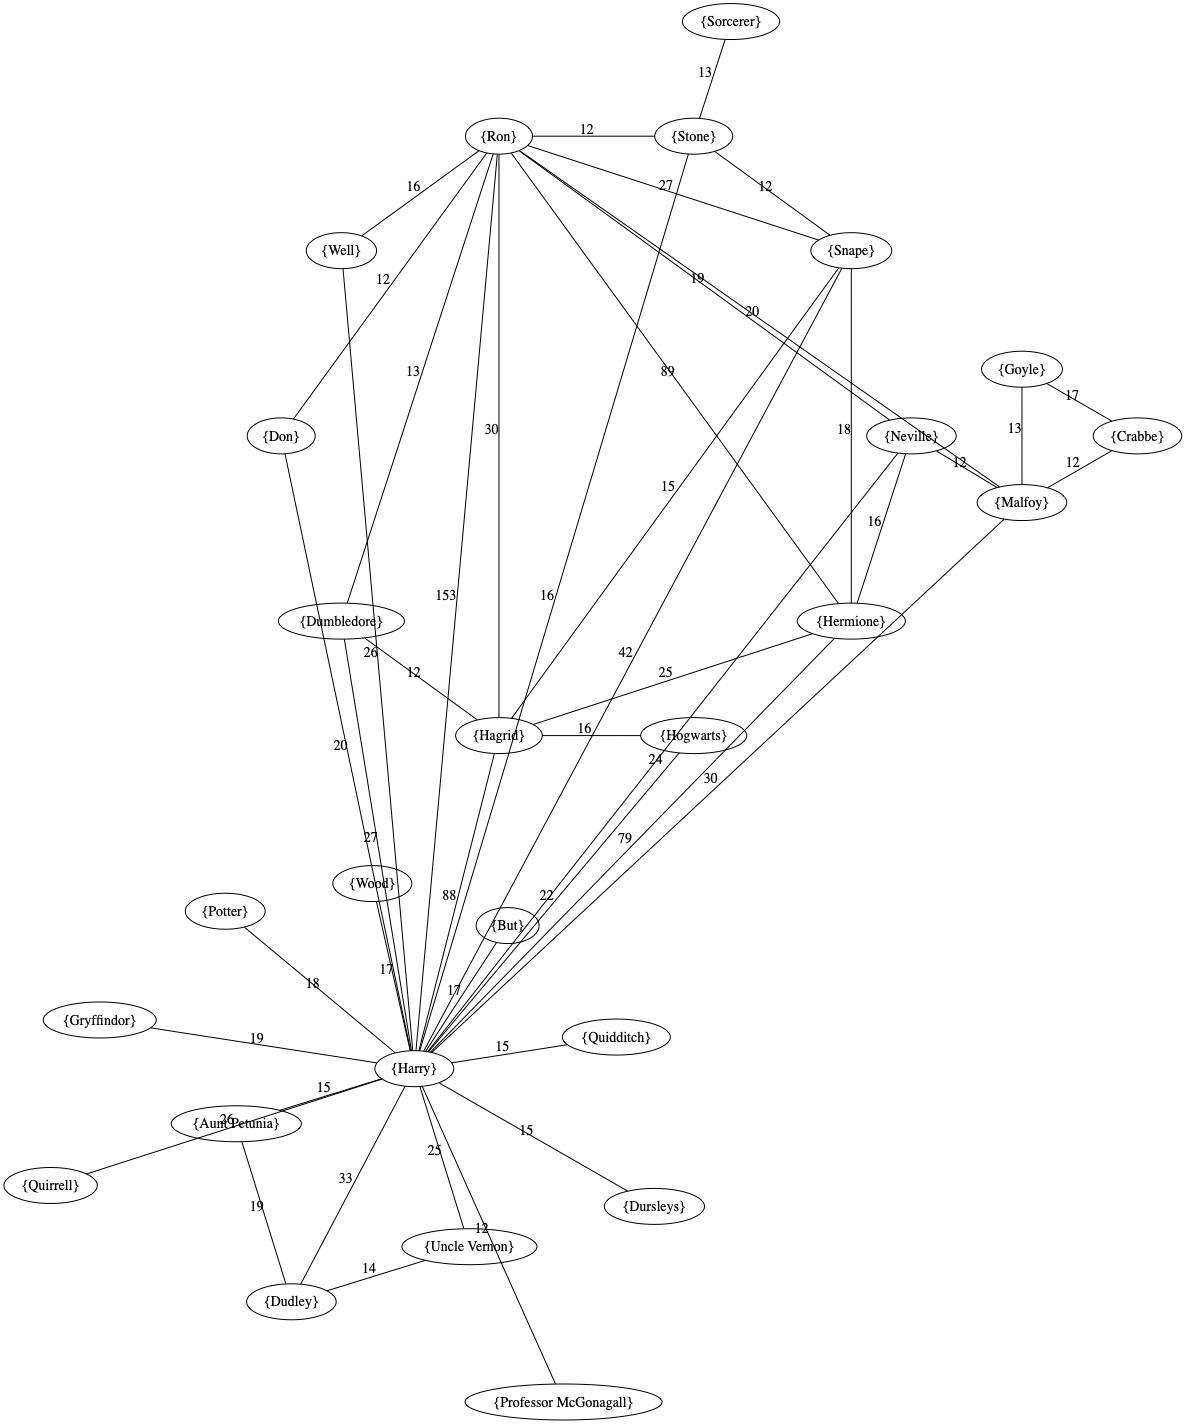 {Sorcerer}
13
{Ron}
12
{Stone}
16
27
12
{Well}
{Snape}
12
19
20
13
89
{Goyle}
17
{Don}
30
18
{Neville}
13
{Crabbe}
12
12
15
{Malfoy}
16
153
16
{Dumbledore}
{Hermione}
26
42
12
25
{Hagrid}
16
{Hogwarts}
20
24
30
27
79
{Wood}
88
22
{Potter}
{But}
17
18
17
{Gryffindor}
19
{Quidditch}
15
{Harry}
15
26
{Aunt Petunia}
15
25
33
{Quirrell}
19
{Dursleys}
12
{Uncle Vernon}
14
{Dudley}
{Professor McGonagall}